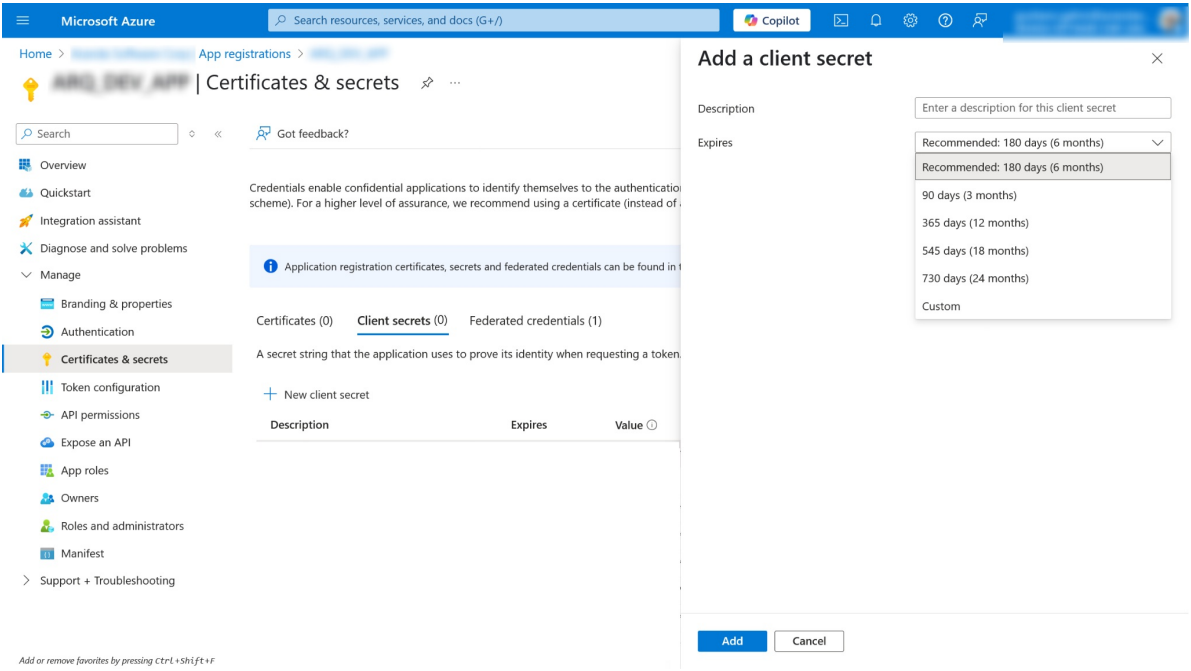 Microsoft Azure
Search resources, services, and docs (G+/)
Copilot
Home > App registrations >
| Certificates & secrets
Search
Overview
Quickstart
Integration assistant
Diagnose and solve problems
Manage
Branding & properties
Authentication
Certificates & secrets
Token configuration
API permissions
Expose an API
App roles
Owners
Roles and administrators
Manifest
Support + Troubleshooting
Add or remove favorites by pressing Ctrl+Shift+F
Got feedback?
Credentials enable confidential applications to identify themselves to the authentication
scheme). For a higher level of assurance, we recommend using a certificate (instead of
Application registration certificates, secrets and federated credentials can be found in
Certificates (0) Client secrets (0) Federated credentials (1)
A secret string that the application uses to prove its identity when requesting a token.
New client secret
Description Expires Value
Add a client secret
Description Enter a description for this client secret
Expires Recommended: 180 days (6 months)
Recommended: 180 days (6 months)
90 days (3 months)
365 days (12 months)
545 days (18 months)
730 days (24 months)
Custom
Add Cancel